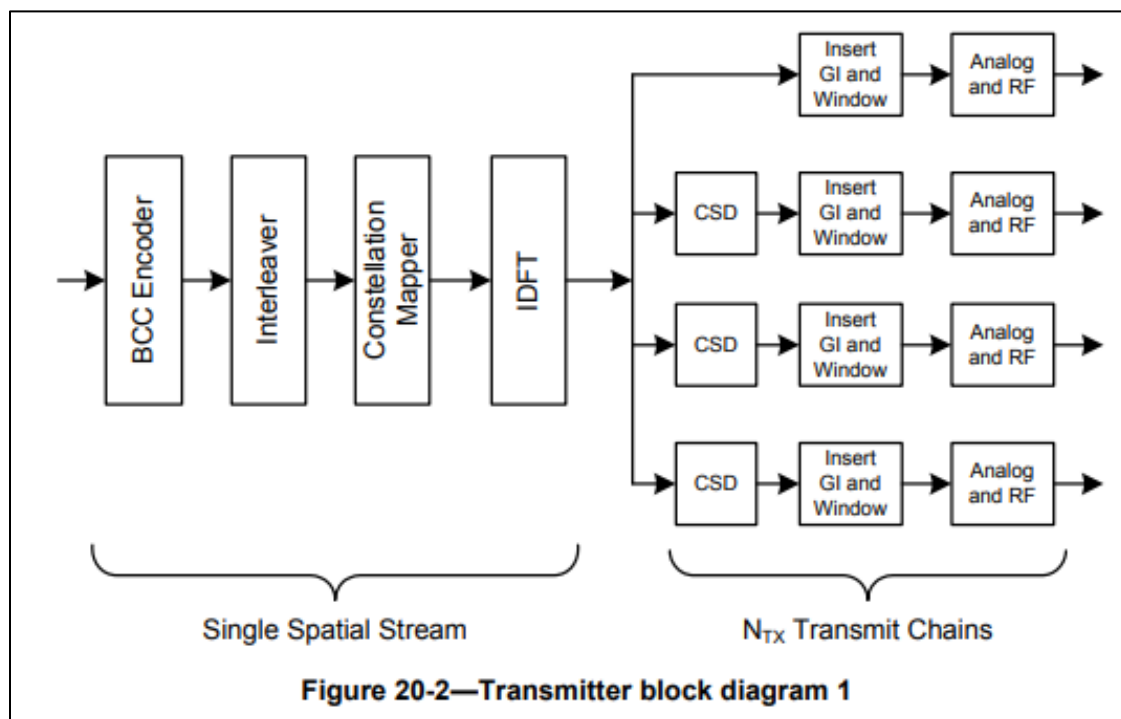 BCC Encoder
Interleaver
Constellation
Mapper
IDFT
Insert
GI and
Window
Analog
and RF
CSD
Insert
GI and
Window
Analog
and RF
CSD
Insert
GI and
Window
Analog
and RF
CSD
Insert
GI and
Window
Analog
and RF
Single Spatial Stream
NTX Transmit Chains
Figure 20-2—Transmitter block diagram 1